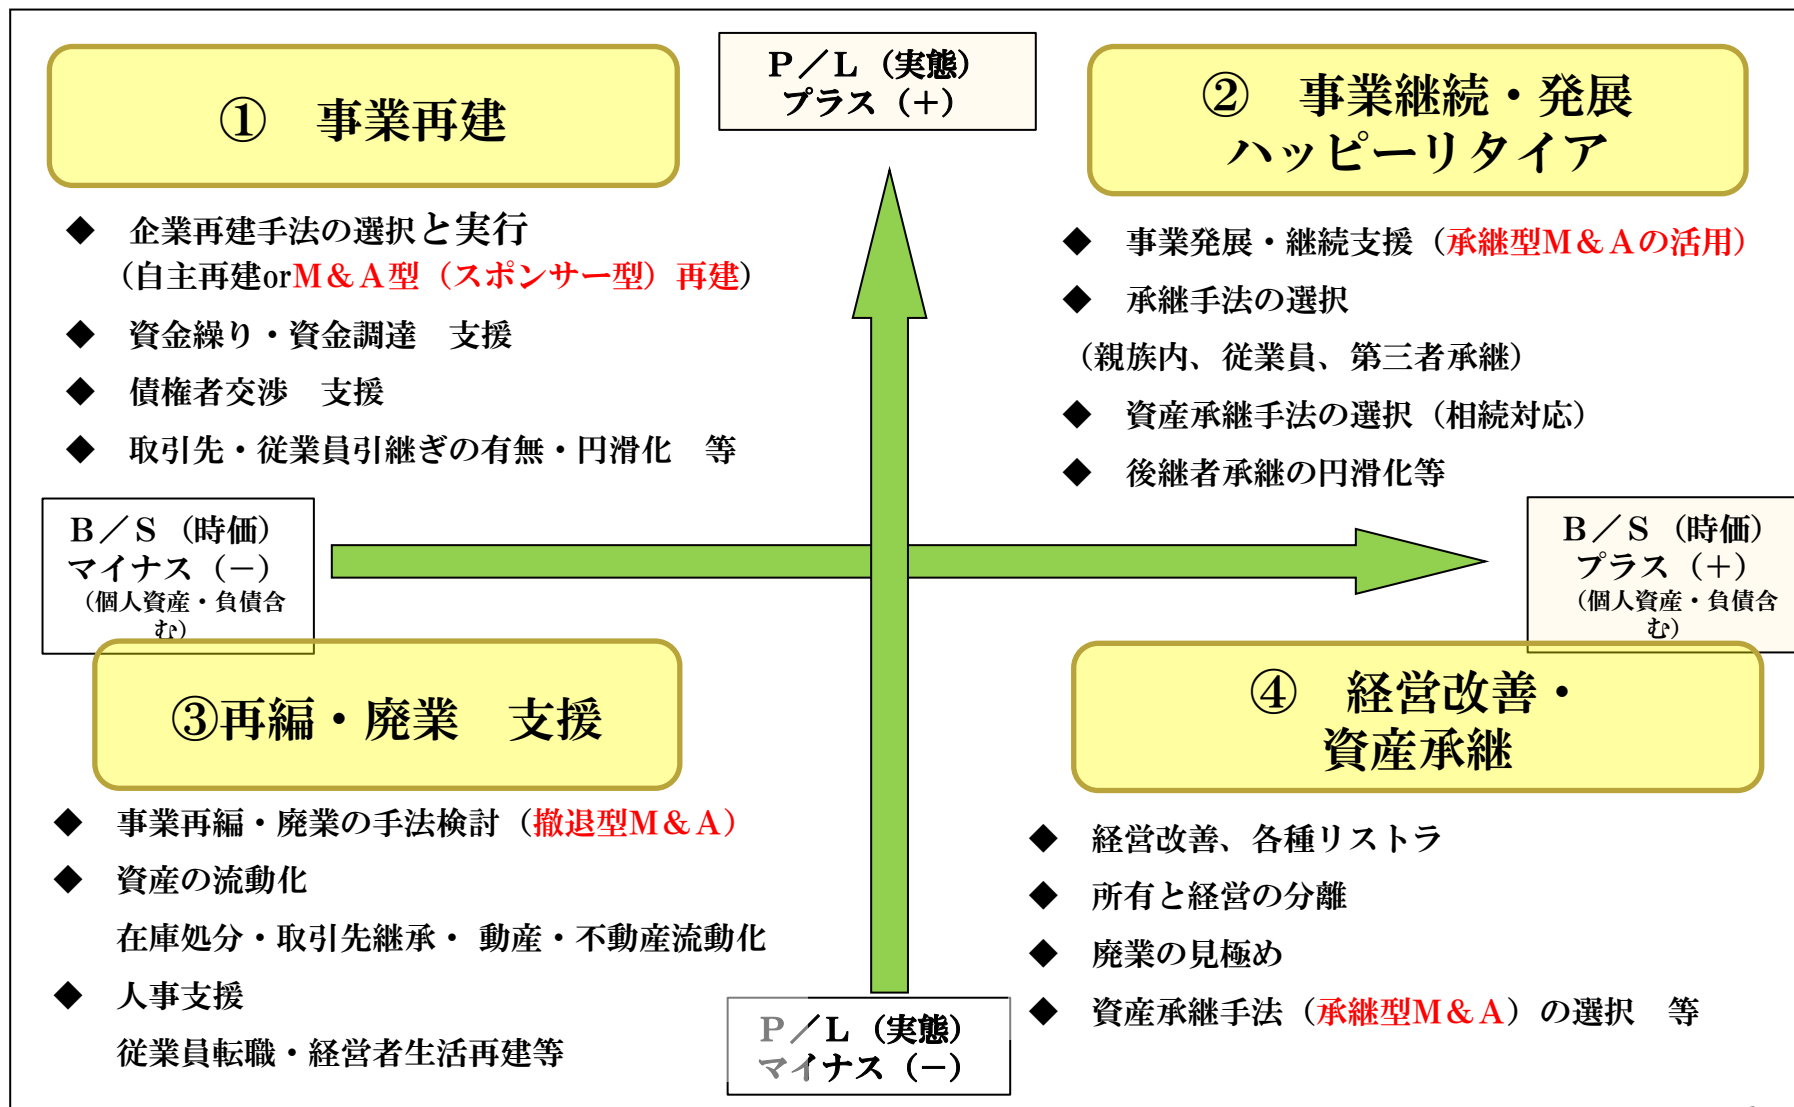 P／L（実態）
プラス（＋）
①　事業再建
◆　企業再建手法の選択と実行
（自主再建orM＆A型（スポンサー型）再建）
◆　資金繰り・資金調達　支援
◆　債権者交渉　支援
◆　取引先・従業員引継ぎの有無・円滑化　等
②　事業継続・発展
ハッピーリタイア
◆　事業発展・継続支援（承継型M＆Aの活用）
◆　承継手法の選択
（親族内、従業員、第三者承継）
◆　資産承継手法の選択（相続対応）
◆　後継者承継の円滑化等
B／S（時価）
マイナス（－）
（個人資産・負債含
む）
B／S（時価）
プラス（＋）
（個人資産・負債含
む）
③再編・廃業　支援
◆　事業再編・廃業の手法検討（撤退型M＆A）
◆　資産の流動化
在庫処分・取引先継承・ 動産・不動産流動化
◆　人事支援
従業員転職・経営者生活再建等
④　経営改善・
資産承継
◆　経営改善、各種リストラ
◆　所有と経営の分離
◆　廃業の見極め
◆　資産承継手法（承継型M＆A）の選択　等
P／L（実態）
マイナス（－）